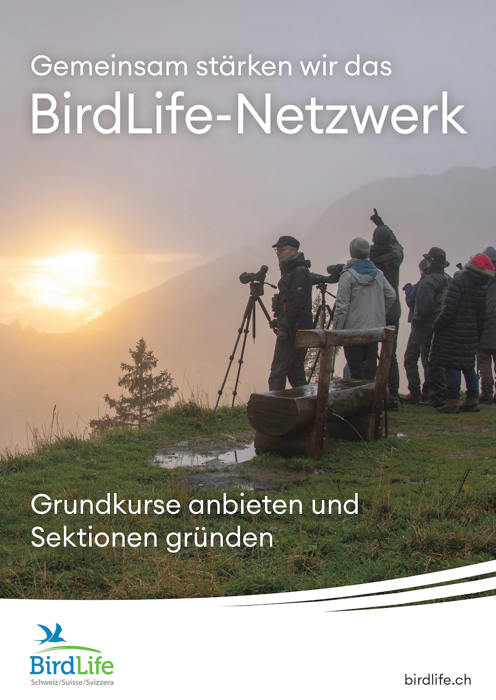 Gemeinsam stärken wir das
BirdLife-Netzwerk
Grundkurse anbieten und
Sektionen gründen
BirdLife
Schweiz/Suisse/Svizzera
birdlife.ch